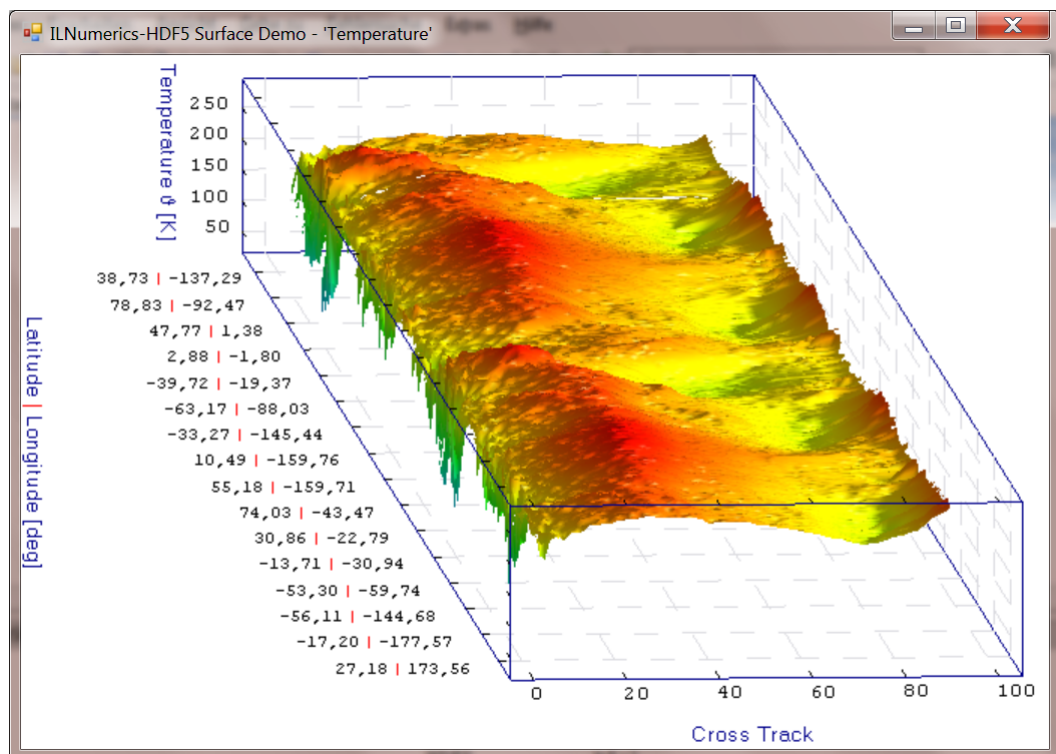 ILNumerics-HDF5 Surface Demo - 'Temperature'
Temperature ϑ [K]
250
200
150
100
50
38,73 | -137,29
78,83 | -92,47
47,77 | 1,38
2,88 | -1,80
-39,72 | -19,37
-63,17 | -88,03
-33,27 | -145,44
10,49 | -159,76
55,18 | -159,71
74,03 | -43,47
30,86 | -22,79
-13,71 | -30,94
-53,30 | -59,74
-56,11 | -144,68
-17,20 | -177,57
27,18 | 173,56
Latitude | Longitude [deg]
0 20 40 60 80 100
Cross Track